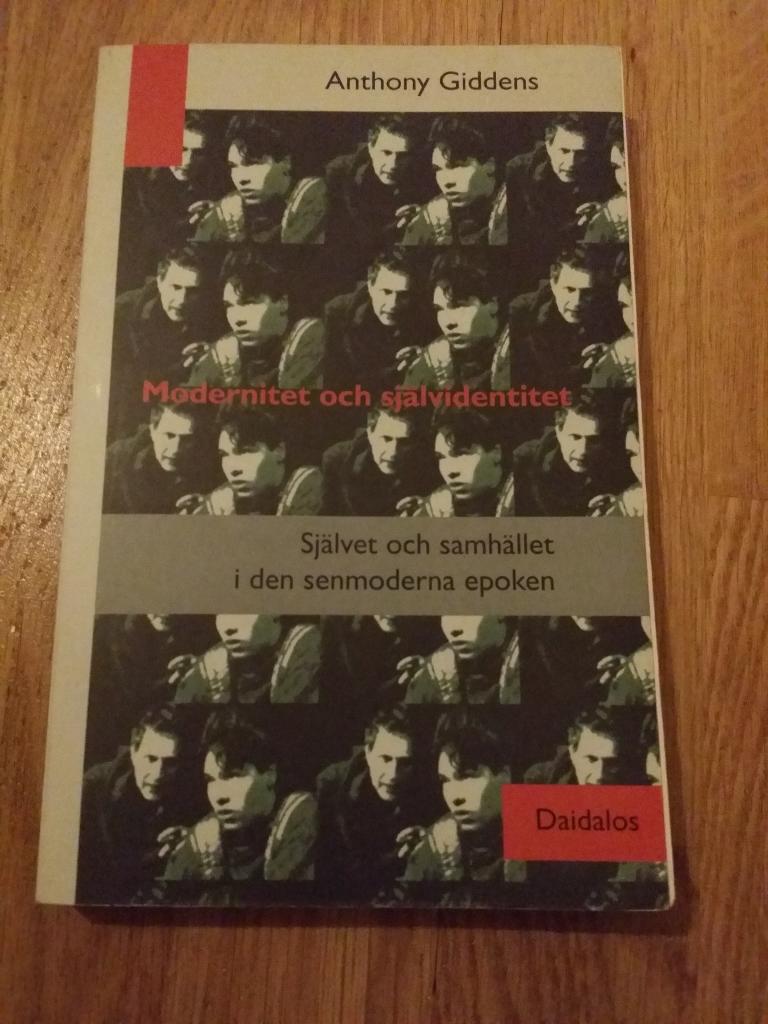 Anthony Giddens
Modernitet och självidentitet
Självet och samhället
i den senmoderna epoken
Daidalos